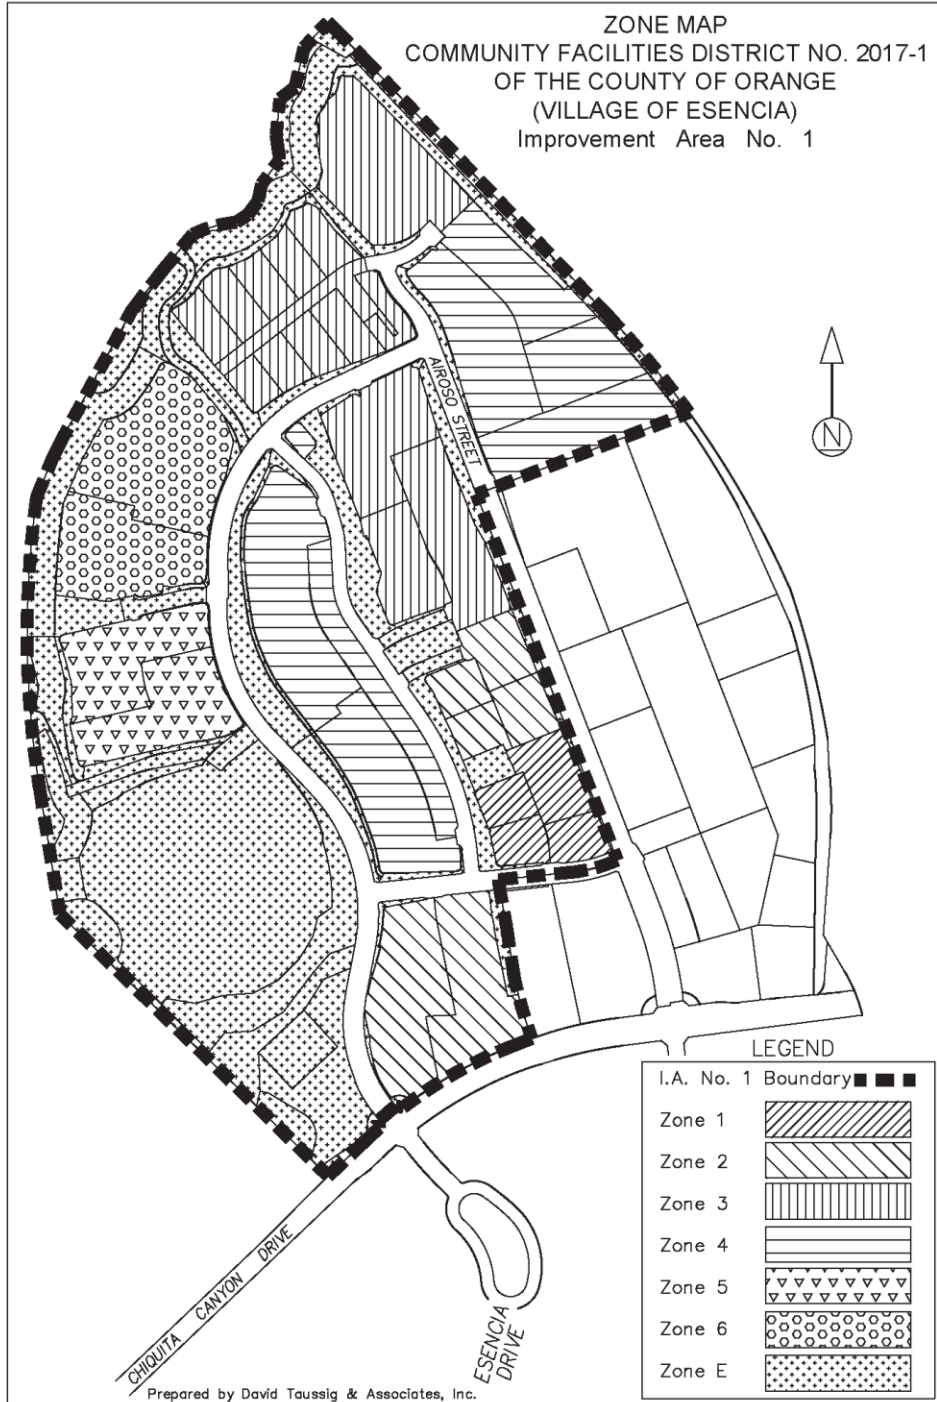 ZONE MAP
COMMUNITY FACILITIES DISTRICT NO. 2017-1
OF THE COUNTY OF ORANGE
(VILLAGE OF ESENCIA)
Improvement Area No. 1
AIROSO STREET
N
LEGEND
I.A. No. 1 Boundary
Zone 1
Zone 2
Zone 3
Zone 4
Zone 5
Zone 6
Zone E
CHIQUITA CANYON DRIVE
ESENCIA
DRIVE
Prepared by David Taussig & Associates, Inc.